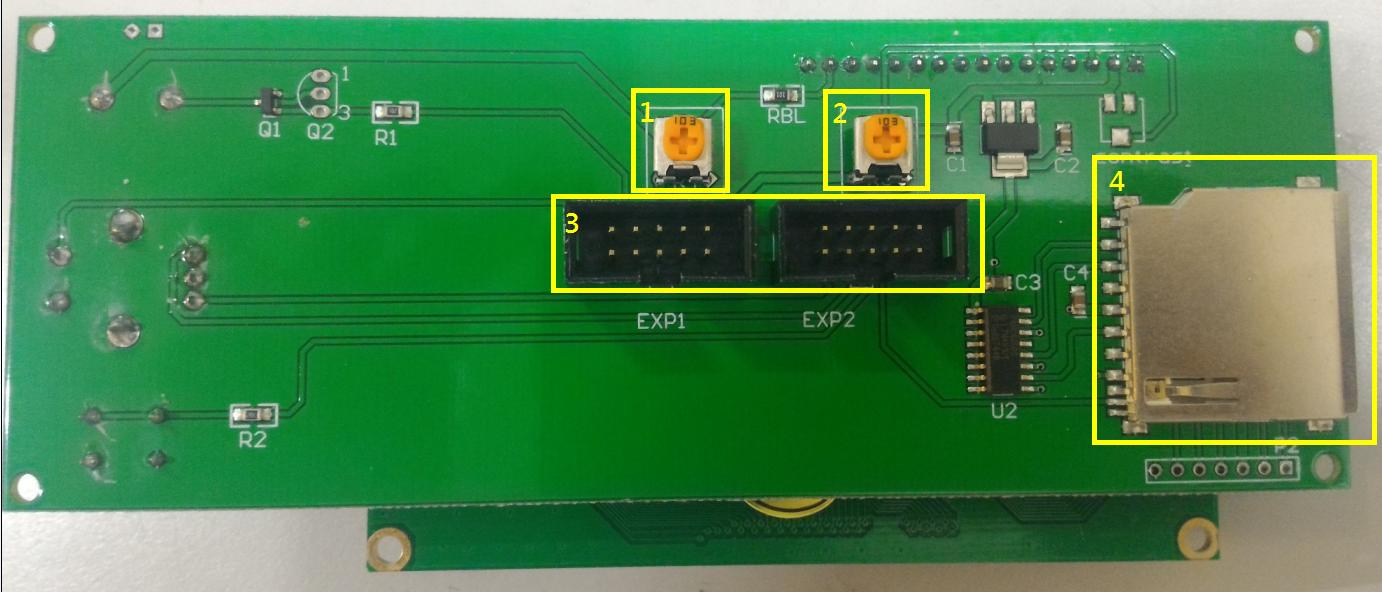 1
1
2
103
103
RBL
3
Q1
Q2
R1
C1
C2
contrast
4
3
C3
C4
EXP1
EXP2
U2
R2
P2